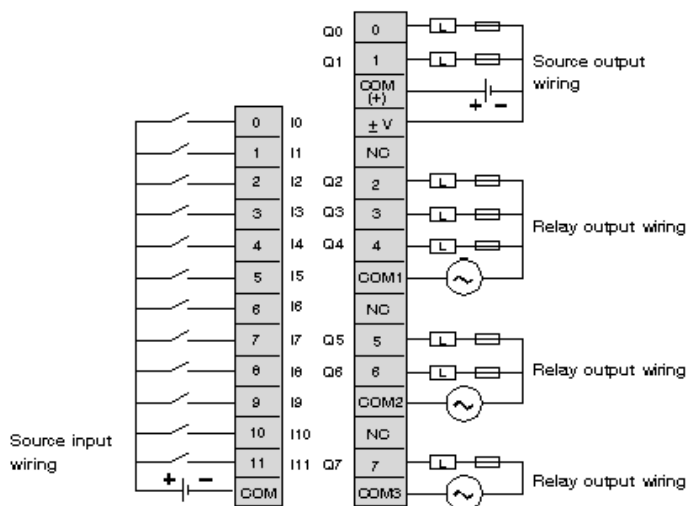 Q0 0 L
Q1 1 L
Source output
wiring
COM
(+)
+ −
± V
0 I0
1 I1
NC
2 I2
Q2 2 L
3 I3
Q3 3 L
Relay output wiring
4 I4
Q4 4 L
5 I5
COM1
6 I6
NC
7 I7
Q5 5 L
8 I8
Q6 6 L
Relay output wiring
9 I9
COM2
10 I10
NC
Source input
wiring
11 I11
Q7 7 L
Relay output wiring
+ −
COM
COM3